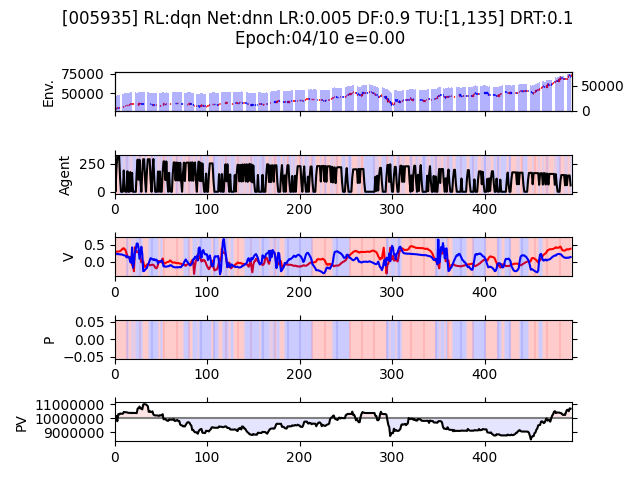 [005935] RL:dqn Net:dnn LR:0.005 DF:0.9 TU:[1,135] DRT:0.1
Epoch:04/10 e=0.00
Env.
75000
50000
50000
0
Agent
250
0
0 100 200 300 400
V
0.5
0.0
0 100 200 300 400
P
0.05
0.00
−0.05
0 100 200 300 400
PV
11000000
10000000
9000000
0 100 200 300 400